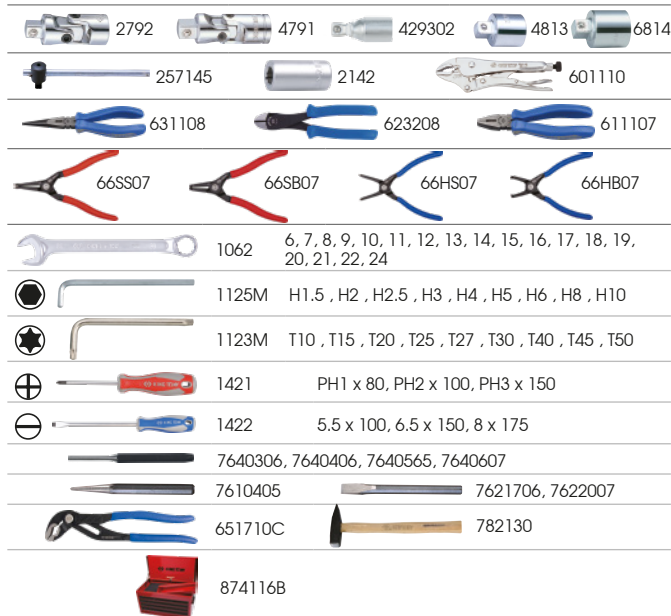 2792 4791 429302 4813 6814
257145 2142 601110
631108 623208 611107
66SS07 66SB07 66HS07 66HB07
1062 6, 7, 8, 9, 10, 11, 12, 13, 14, 15, 16, 17, 18, 19,
20, 21, 22, 24
1125M H1.5 , H2 , H2.5 , H3 , H4 , H5 , H6 , H8 , H10
1123M T10 , T15 , T20 , T25 , T27 , T30 , T40 , T45 , T50
1421 PH1 x 80, PH2 x 100, PH3 x 150
1422 5.5 x 100, 6.5 x 150, 8 x 175
7640306, 7640406, 7640565, 7640607
7610405 7621706, 7622007
651710C 782130
874116B